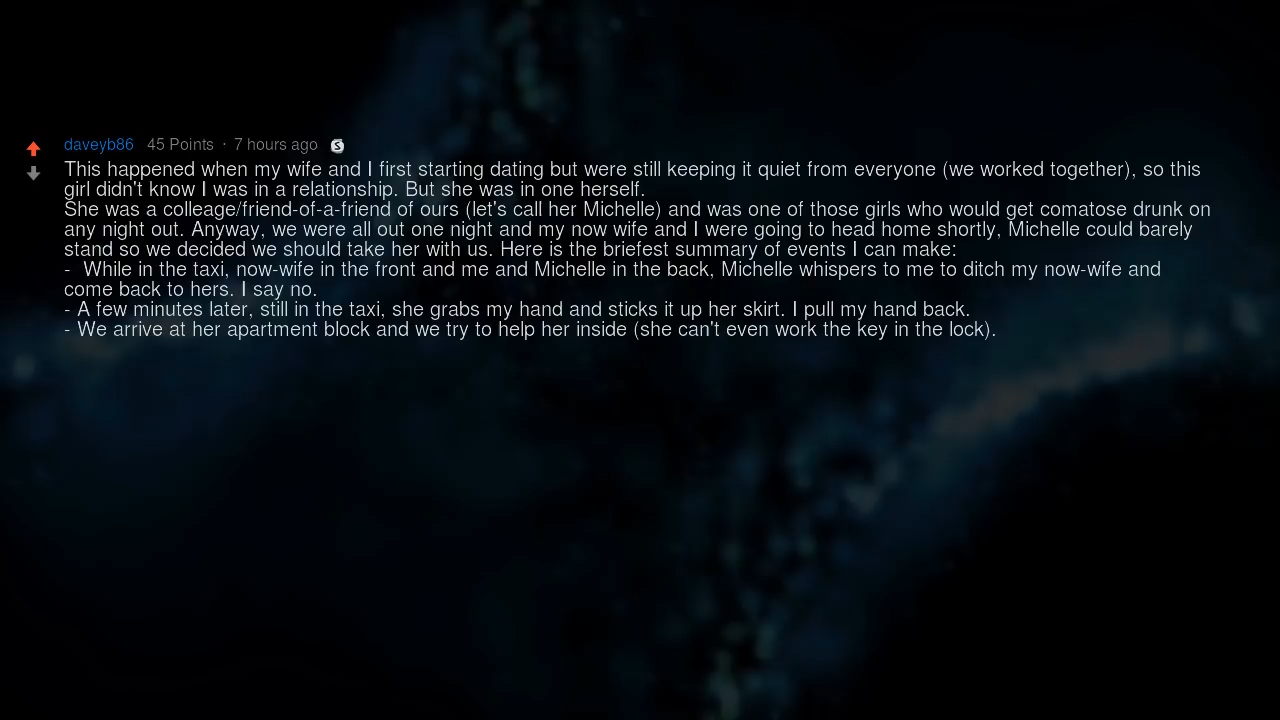 daveyb86 45 Points · 7 hours ago S
This happened when my wife and I first starting dating but were still keeping it quiet from everyone (we worked together), so this
girl didn't know I was in a relationship. But she was in one herself.
She was a colleage/friend-of-a-friend of ours (let's call her Michelle) and was one of those girls who would get comatose drunk on
any night out. Anyway, we were all out one night and my now wife and I were going to head home shortly, Michelle could barely
stand so we decided we should take her with us. Here is the briefest summary of events I can make:
- While in the taxi, now-wife in the front and me and Michelle in the back, Michelle whispers to me to ditch my now-wife and
come back to hers. I say no.
- A few minutes later, still in the taxi, she grabs my hand and sticks it up her skirt. I pull my hand back.
- We arrive at her apartment block and we try to help her inside (she can't even work the key in the lock).